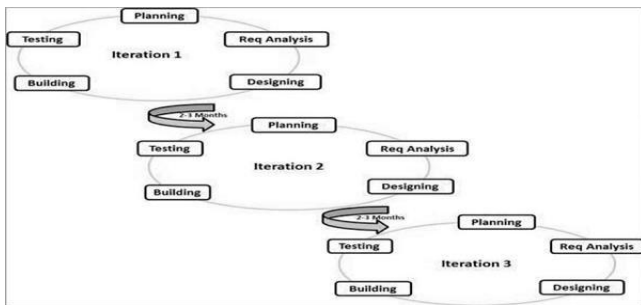 Planning
Testing
Req Analysis
Iteration 1
Building
Designing
2-3 Months
Planning
Testing
Req Analysis
Iteration 2
Building
Designing
2-3 Months
Planning
Testing
Req Analysis
Iteration 3
Building
Designing